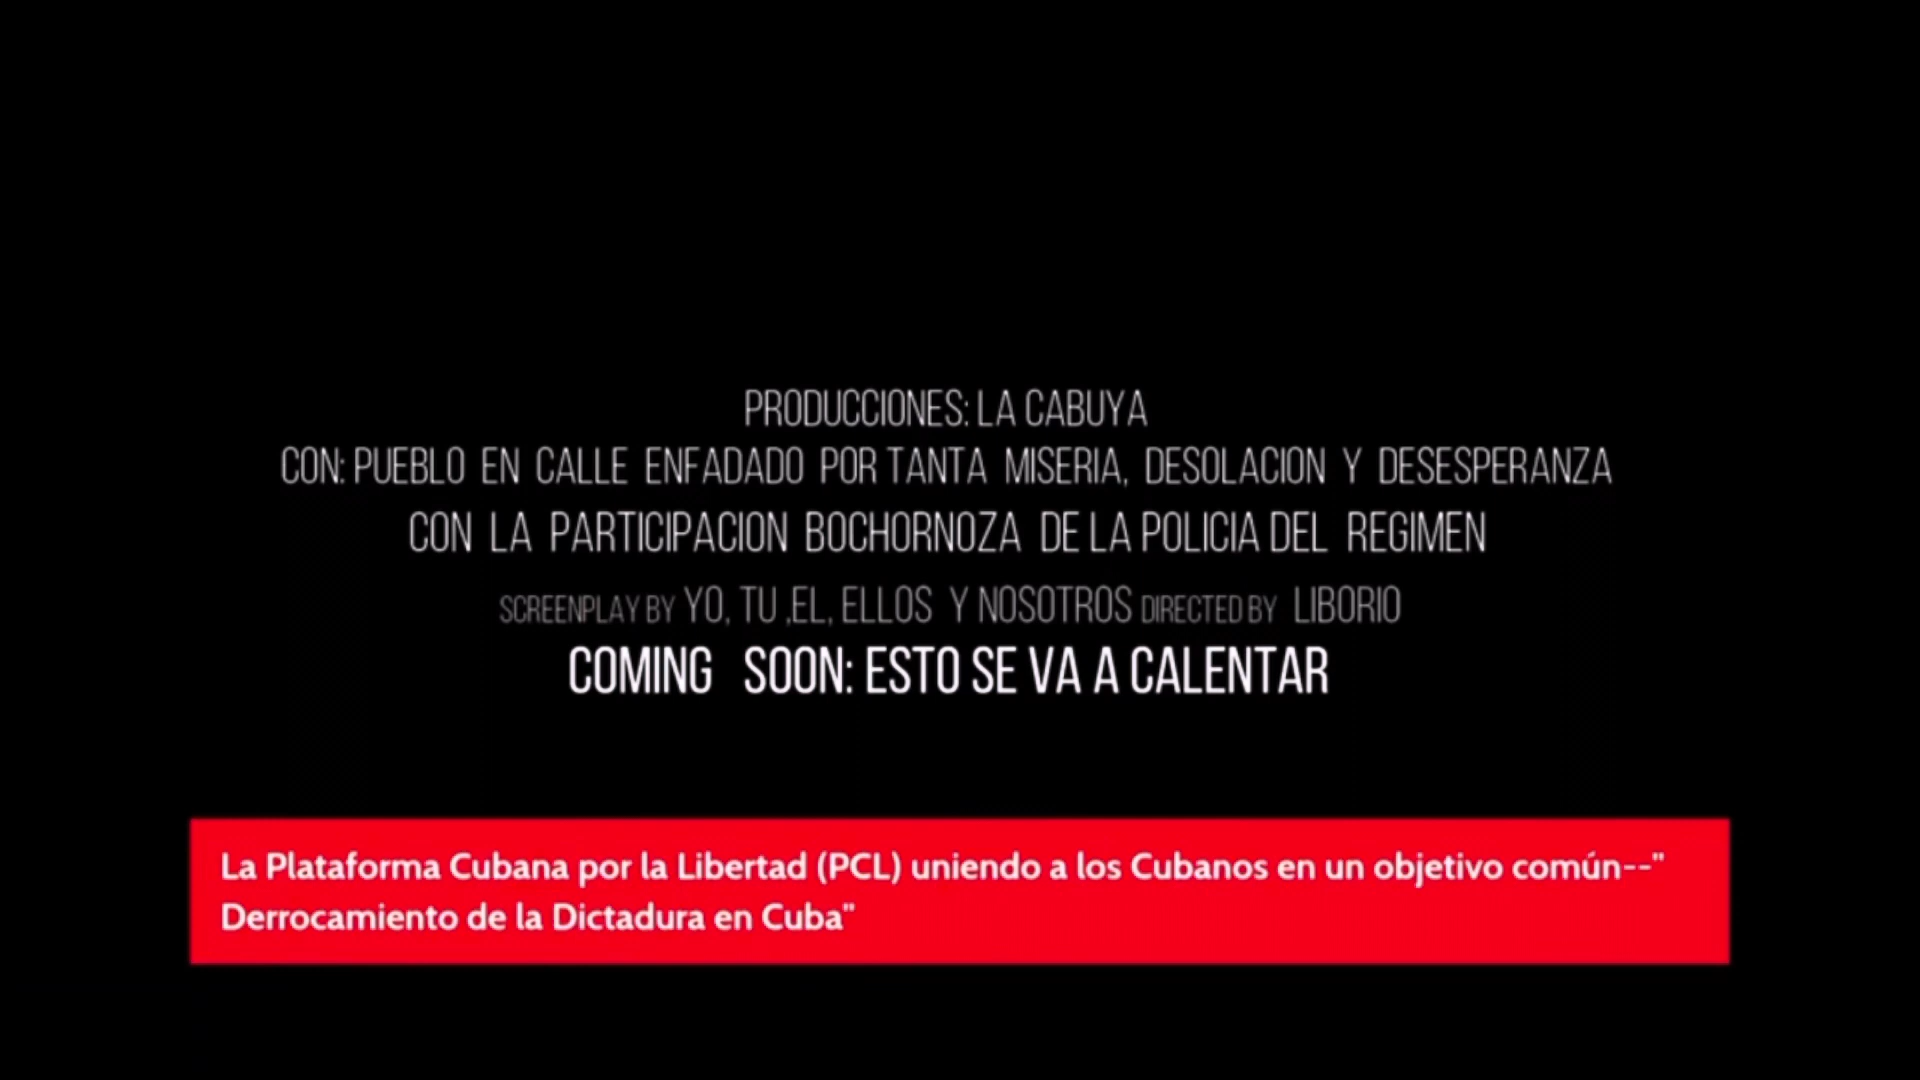 PRODUCCIONES: LA CABUYA
CON: PUEBLO EN CALLE ENFADADO POR TANTA MISERIA, DESOLACION Y DESESPERANZA
CON LA PARTICIPACION BOCHORNOZA DE LA POLICIA DEL REGIMEN
SCREENPLAY BY YO, TU ,EL, ELLOS Y NOSOTROS DIRECTED BY LIBORIO
COMING SOON: ESTO SE VA A CALENTAR
La Plataforma Cubana por la Libertad (PCL) uniendo a los Cubanos en un objetivo común--"
Derrocamiento de la Dictadura en Cuba"